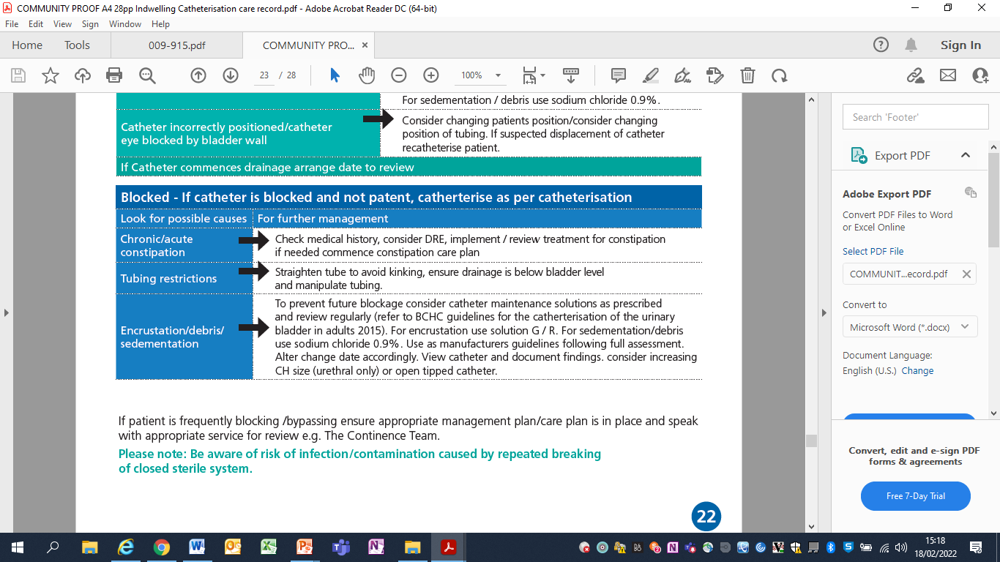 COMMUNITY PROOF A4 28pp Indwelling Catheterisation care record.pdf - Adobe Acrobat Reader DC (64-bit)
File Edit View Sign Window Help
Home Tools 009-915.pdf COMMUNITY PRO... × Sign In
23 / 28 100%
For sedementation / debris use sodium chloride 0.9%.
Catheter incorrectly positioned/catheter
eye blocked by bladder wall
Consider changing patients position/consider changing
position of tubing. If suspected displacement of catheter
recatheterise patient.
If Catheter commences drainage arrange date to review
Blocked - If catheter is blocked and not patent, catherterise as per catheterisation
Look for possible causes For further management
Chronic/acute
constipation
Check medical history, consider DRE, implement / review treatment for constipation
if needed commence constipation care plan
Tubing restrictions
Straighten tube to avoid kinking, ensure drainage is below bladder level
and manipulate tubing.
Encrustation/debris/
sedementation
To prevent future blockage consider catheter maintenance solutions as prescribed
and review regularly (refer to BCHC guidelines for the catherterisation of the urinary
bladder in adults 2015). For encrustation use solution G / R. For sedementation/debris
use sodium chloride 0.9%. Use as manufacturers guidelines following full assessment.
Alter change date accordingly. View catheter and document findings. consider increasing
CH size (urethral only) or open tipped catheter.
If patient is frequently blocking /bypassing ensure appropriate management plan/care plan is in place and speak
with appropriate service for review e.g. The Continence Team.
Please note: Be aware of risk of infection/contamination caused by repeated breaking
of closed sterile system.
22
Search 'Footer'
Export PDF
Adobe Export PDF
Convert PDF Files to Word
or Excel Online
Select PDF File
COMMUNIT...ecord.pdf
Convert to
Microsoft Word (*.docx)
Document Language:
English (U.S.) Change
Convert, edit and e-sign PDF
forms & agreements
Free 7-Day Trial
15:18
18/02/2022